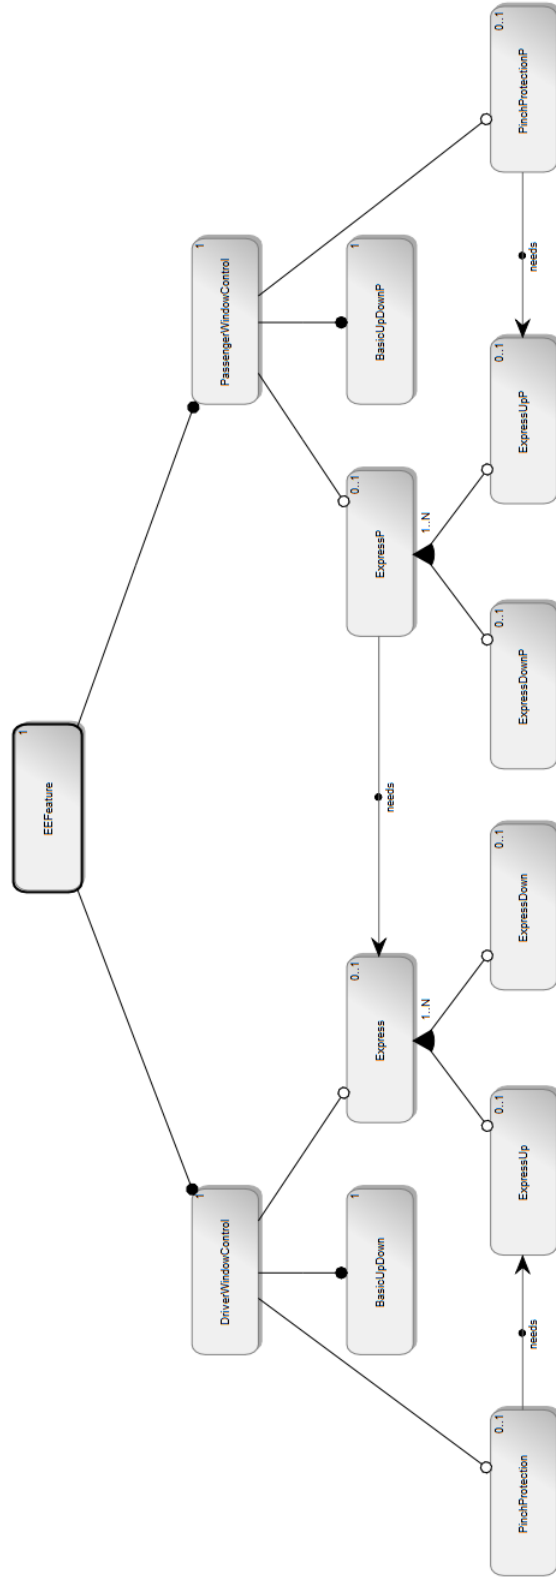 EEFeature
1
DriverWindowControl
1
PassengerWindowControl
1
BasicUpDown
1
Express
0..1
needs
ExpressP
0..1
BasicUpDownP
1
1..N
1..N
PinchProtection
0..1
needs
ExpressUp
0..1
ExpressDown
0..1
ExpressDownP
0..1
ExpressUpP
0..1
needs
PinchProtectionP
0..1